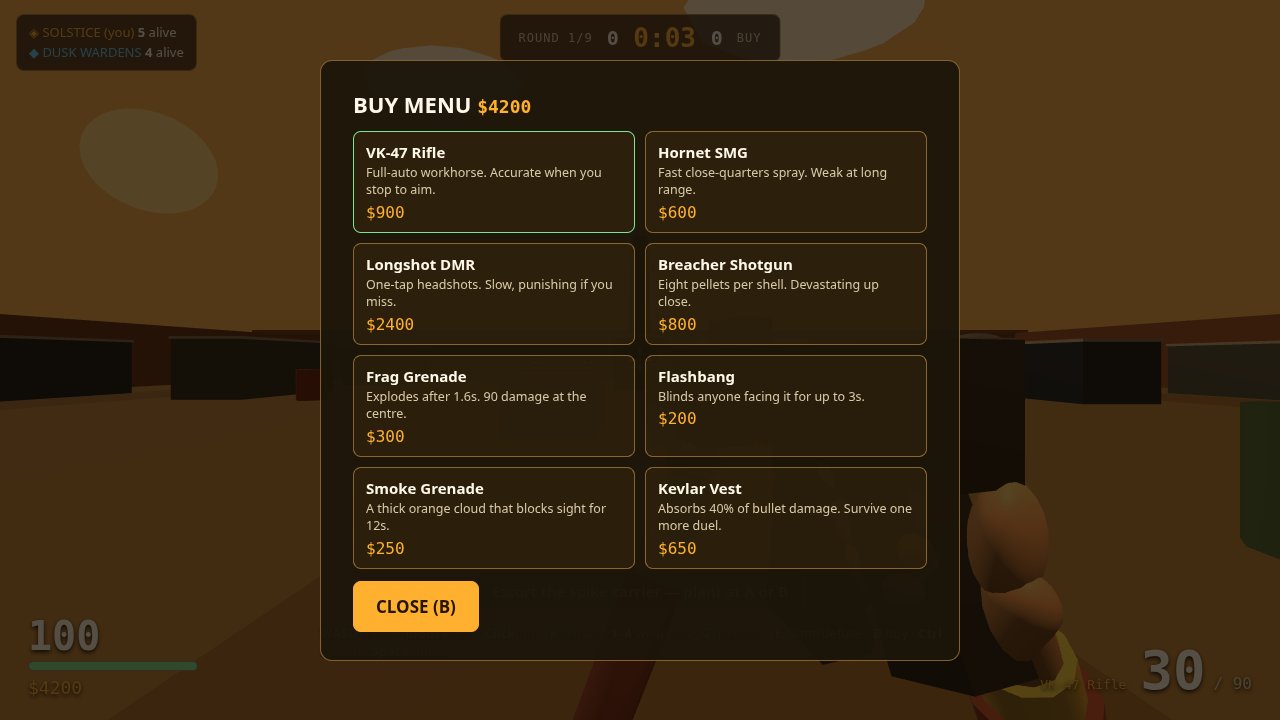 ◈ SOLSTICE (you) 5 alive
◆ DUSK WARDENS 4 alive
ROUND 1/9 0 0:03 0 BUY
BUY MENU $4200
VK-47 Rifle
Full-auto workhorse. Accurate when you
stop to aim.
$900
Hornet SMG
Fast close-quarters spray. Weak at long
range.
$600
Longshot DMR
One-tap headshots. Slow, punishing if you
miss.
$2400
Breacher Shotgun
Eight pellets per shell. Devastating up
close.
$800
Frag Grenade
Explodes after 1.6s. 90 damage at the
centre.
$300
Flashbang
Blinds anyone facing it for up to 3s.
$200
Smoke Grenade
A thick orange cloud that blocks sight for
12s.
$250
Kevlar Vest
Absorbs 40% of bullet damage. Survive one
more duel.
$650
Escort the spike carrier — plant at A or B
CLOSE (B)
100
$4200
VK-47 Rifle 30 / 90